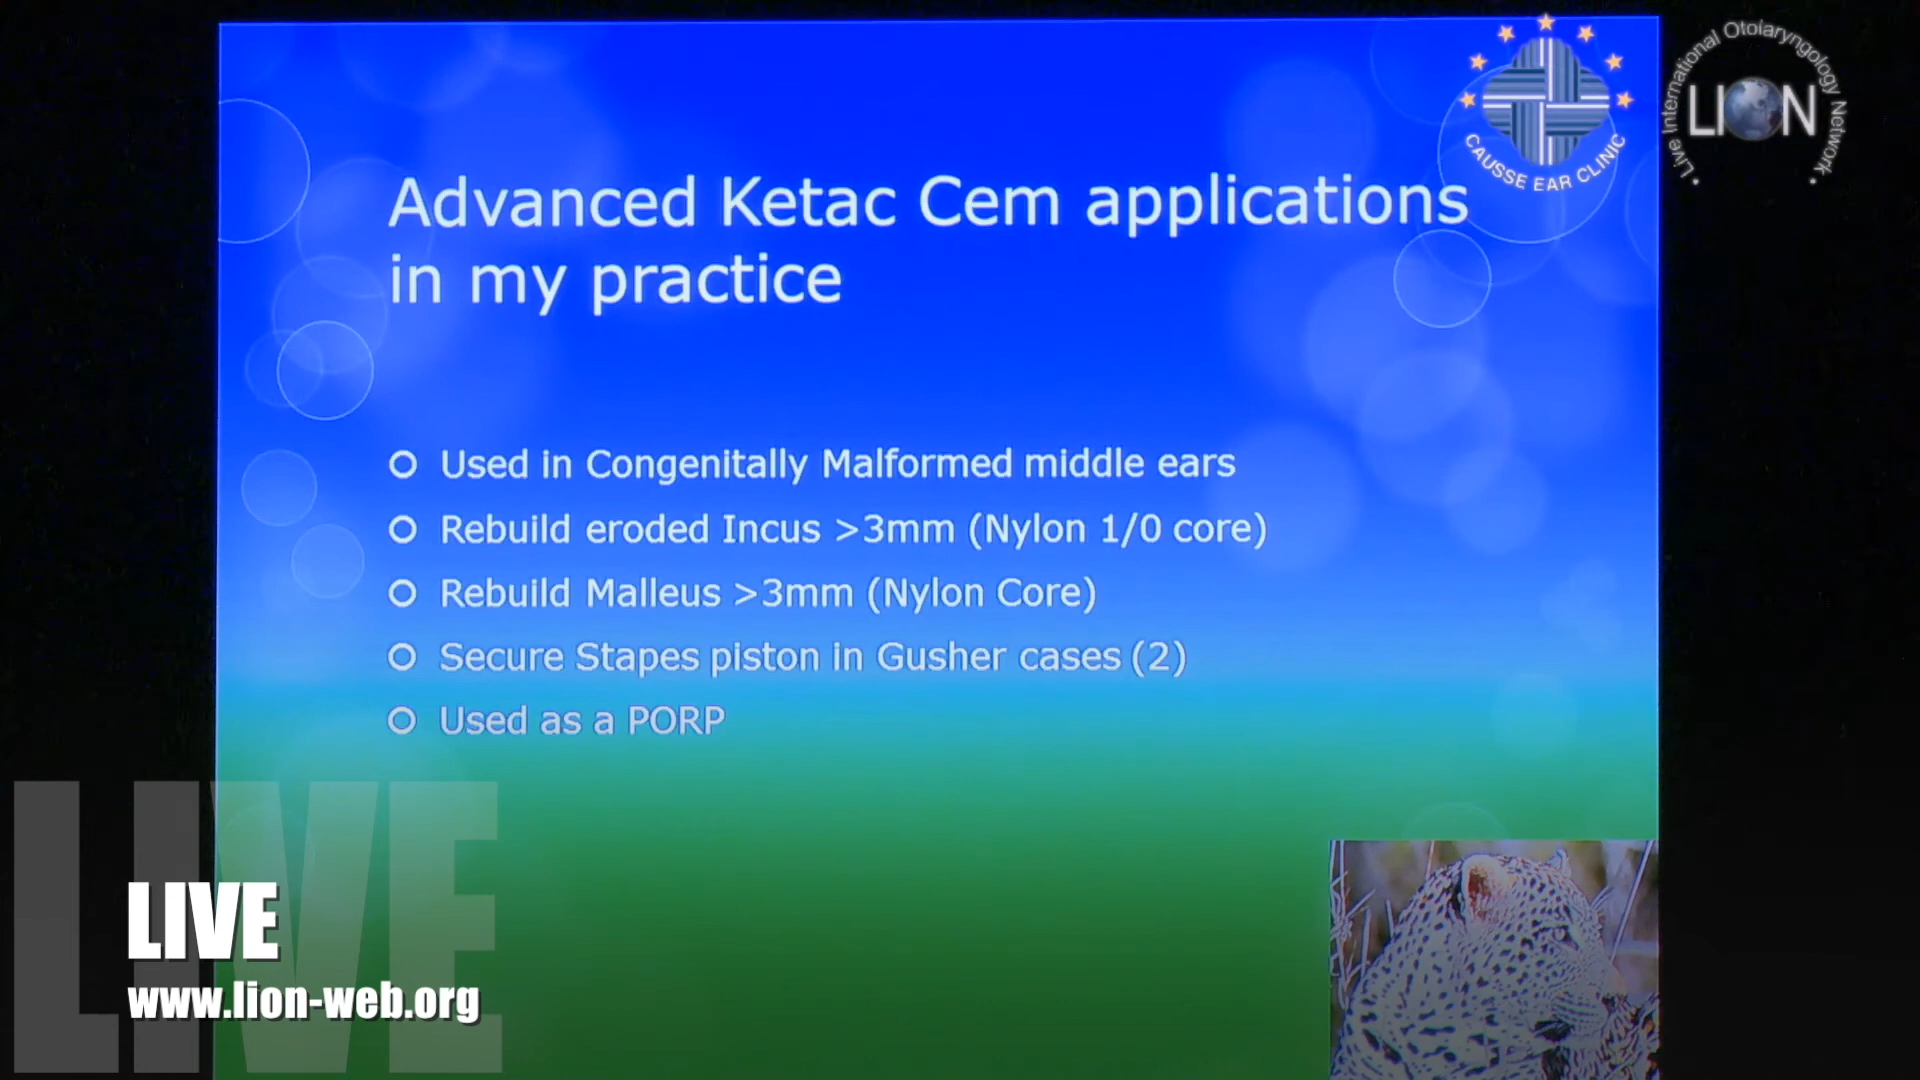 Advanced Ketac Cem applications
in my practice
Used in Congenitally Malformed middle ears
Rebuild eroded Incus >3mm (Nylon 1/0 core)
Rebuild Malleus >3mm (Nylon Core)
Secure Stapes piston in Gusher cases (2)
Used as a PORP
CAUSSE EAR CLINIC
• Live International Otolaryngology Network •
LION
LIVE
LIVE
www.lion-web.org